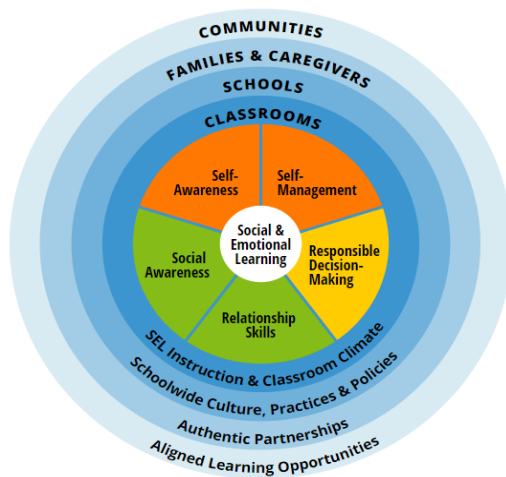 COMMUNITIES
FAMILIES & CAREGIVERS
SCHOOLS
CLASSROOMS
Self-
Awareness
Self-
Management
Social &
Emotional
Learning
Social
Awareness
Responsible
Decision-
Making
Relationship
Skills
SEL Instruction & Classroom Climate
Schoolwide Culture, Practices & Policies
Authentic Partnerships
Aligned Learning Opportunities